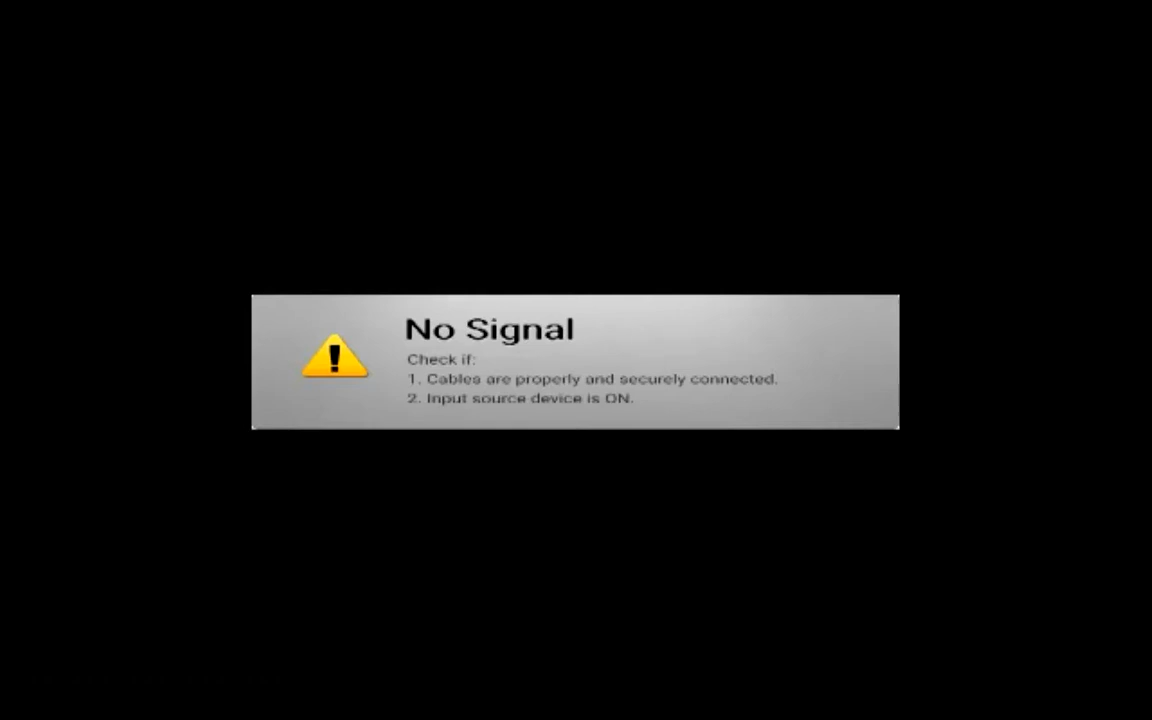 No Signal
Check if:
1. Cables are properly and securely connected.
2. Input source device is ON.